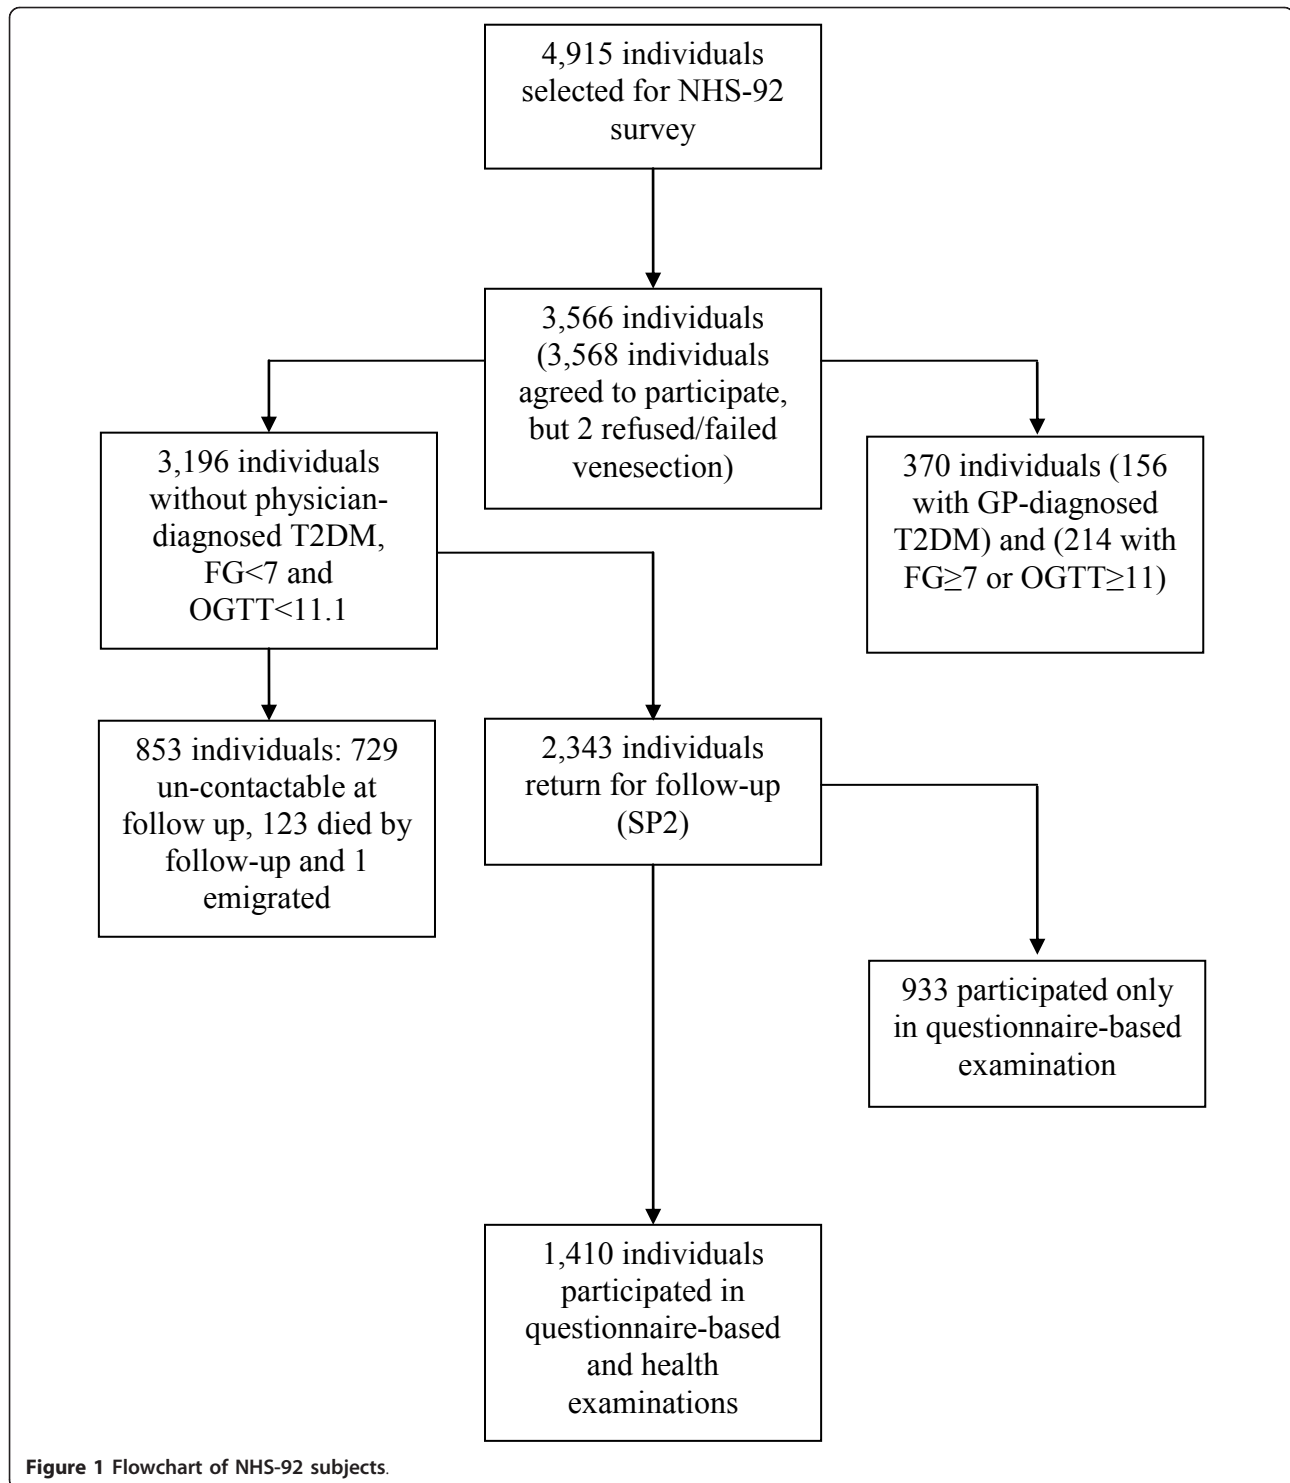 4,915 individuals
selected for NHS-92
survey
3,566 individuals
(3,568 individuals
agreed to participate,
but 2 refused/failed
venesection)
3,196 individuals
without physician-
diagnosed T2DM,
FG<7 and
OGTT<11.1
370 individuals (156
with GP-diagnosed
T2DM) and (214 with
FG≥7 or OGTT≥11)
853 individuals: 729
un-contactable at
follow up, 123 died by
follow-up and 1
emigrated
2,343 individuals
return for follow-up
(SP2)
933 participated only
in questionnaire-based
examination
1,410 individuals
participated in
questionnaire-based
and health
examinations
Figure 1 Flowchart of NHS-92 subjects.